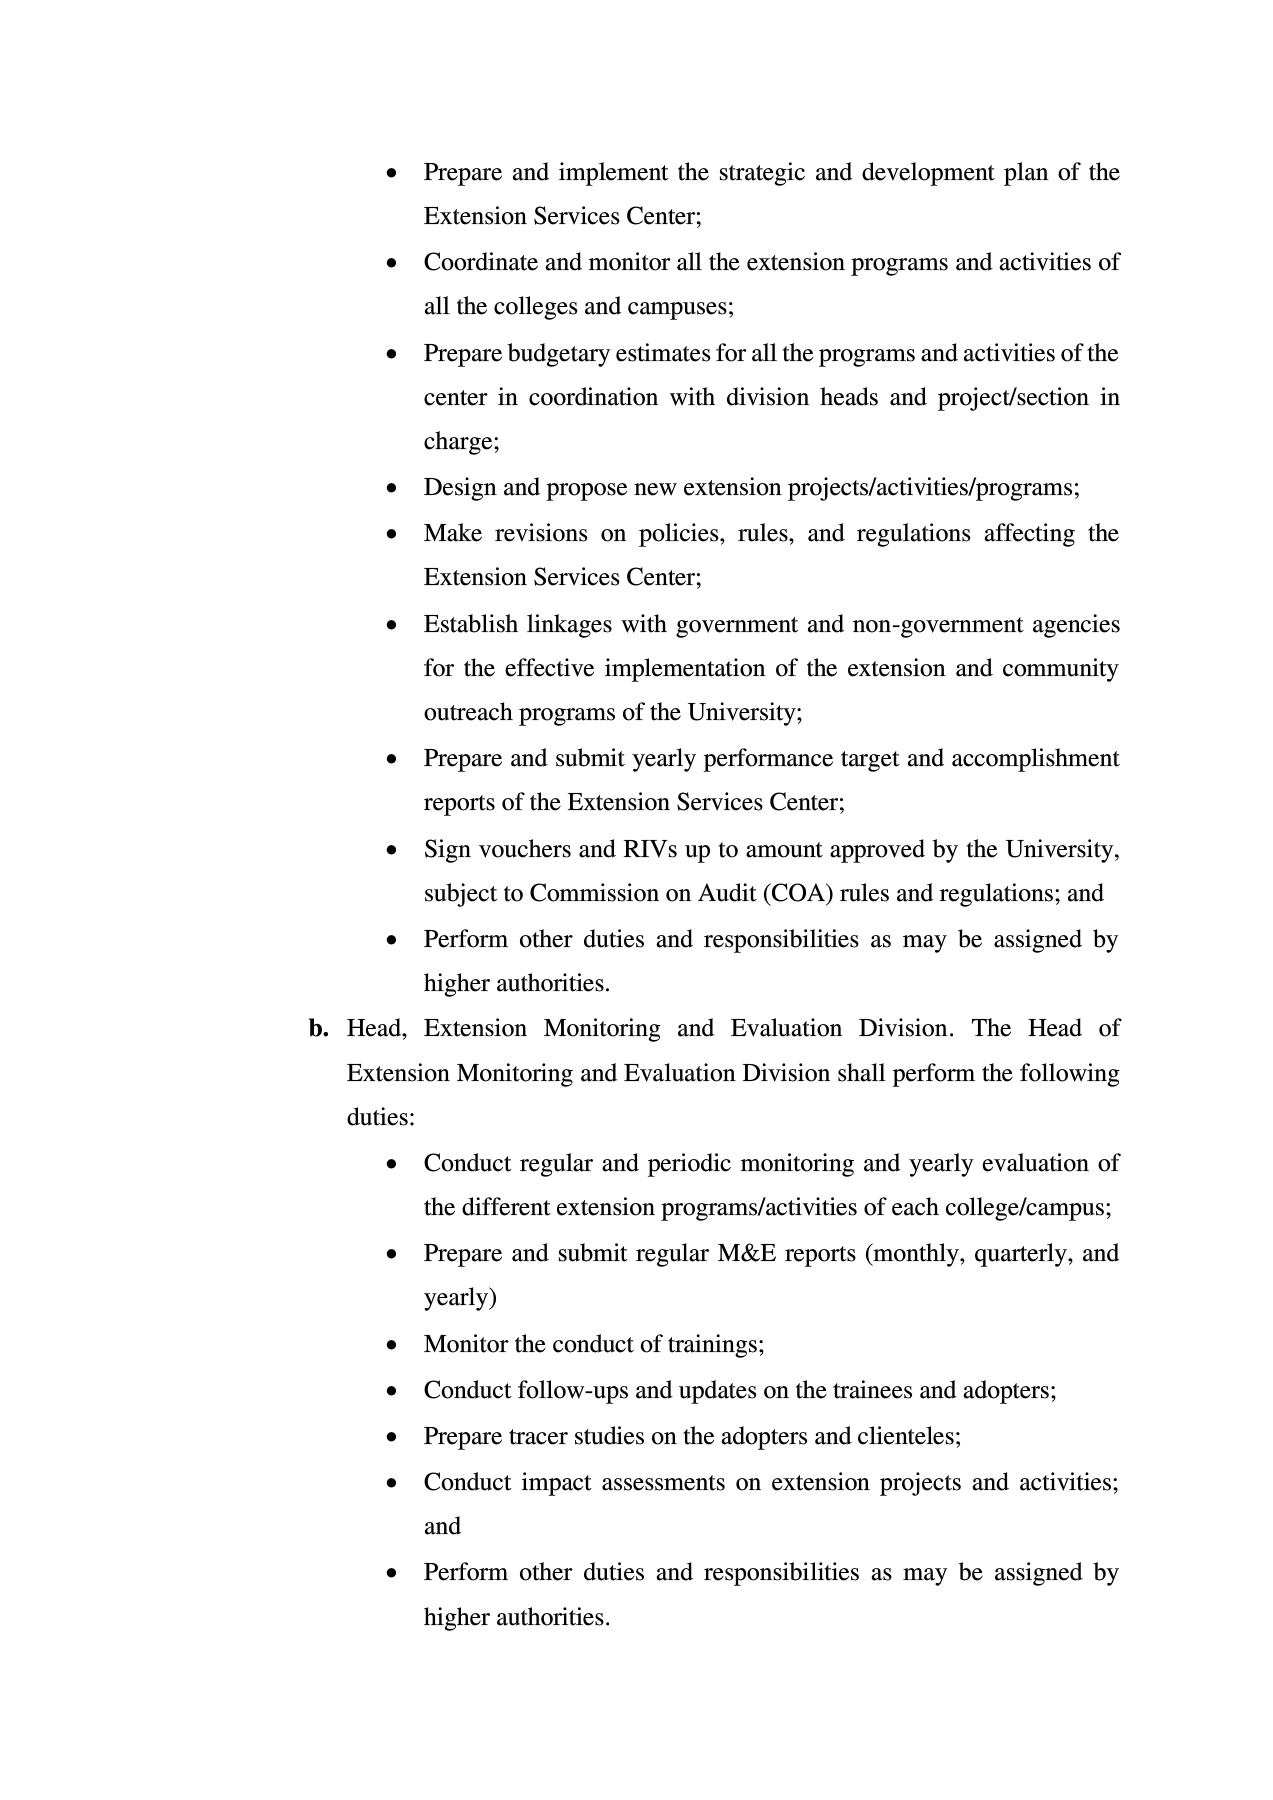 • Prepare and implement the strategic and development plan of the
Extension Services Center;
• Coordinate and monitor all the extension programs and activities of
all the colleges and campuses;
• Prepare budgetary estimates for all the programs and activities of the
center in coordination with division heads and project/section in
charge;
• Design and propose new extension projects/activities/programs;
• Make revisions on policies, rules, and regulations affecting the
Extension Services Center;
• Establish linkages with government and non-government agencies
for the effective implementation of the extension and community
outreach programs of the University;
• Prepare and submit yearly performance target and accomplishment
reports of the Extension Services Center;
• Sign vouchers and RIVs up to amount approved by the University,
subject to Commission on Audit (COA) rules and regulations; and
• Perform other duties and responsibilities as may be assigned by
higher authorities.
b. Head, Extension Monitoring and Evaluation Division. The Head of
Extension Monitoring and Evaluation Division shall perform the following
duties:
• Conduct regular and periodic monitoring and yearly evaluation of
the different extension programs/activities of each college/campus;
• Prepare and submit regular M&E reports (monthly, quarterly, and
yearly)
• Monitor the conduct of trainings;
• Conduct follow-ups and updates on the trainees and adopters;
• Prepare tracer studies on the adopters and clienteles;
• Conduct impact assessments on extension projects and activities;
and
• Perform other duties and responsibilities as may be assigned by
higher authorities.